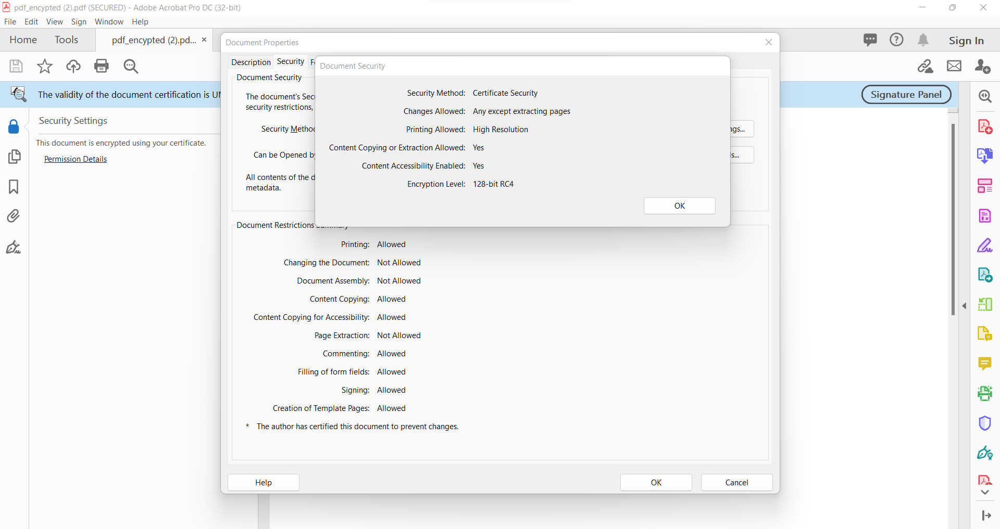 pdf_encypted (2).pdf (SECURED) - Adobe Acrobat Pro DC (32-bit)
File Edit View Sign Window Help
Home Tools pdf_encypted (2).pd... ×
Sign In
The validity of the document certification is
Signature Panel
Security Settings
This document is encrypted using your certificate.
Permission Details
Document Properties
Description Security
Document Security
The document's
security restrictions,
Security
Can be Opened
All contents of the
metadata.
Document Security
Security Method: Certificate Security
Changes Allowed: Any except extracting pages
Printing Allowed: High Resolution
Content Copying or Extraction Allowed: Yes
Content Accessibility Enabled: Yes
Encryption Level: 128-bit RC4
OK
Document Restrictions Summary
Printing: Allowed
Changing the Document: Not Allowed
Document Assembly: Not Allowed
Content Copying: Allowed
Content Copying for Accessibility: Allowed
Page Extraction: Not Allowed
Commenting: Allowed
Filling of form fields: Allowed
Signing: Allowed
Creation of Template Pages: Allowed
* The author has certified this document to prevent changes.
Help OK Cancel